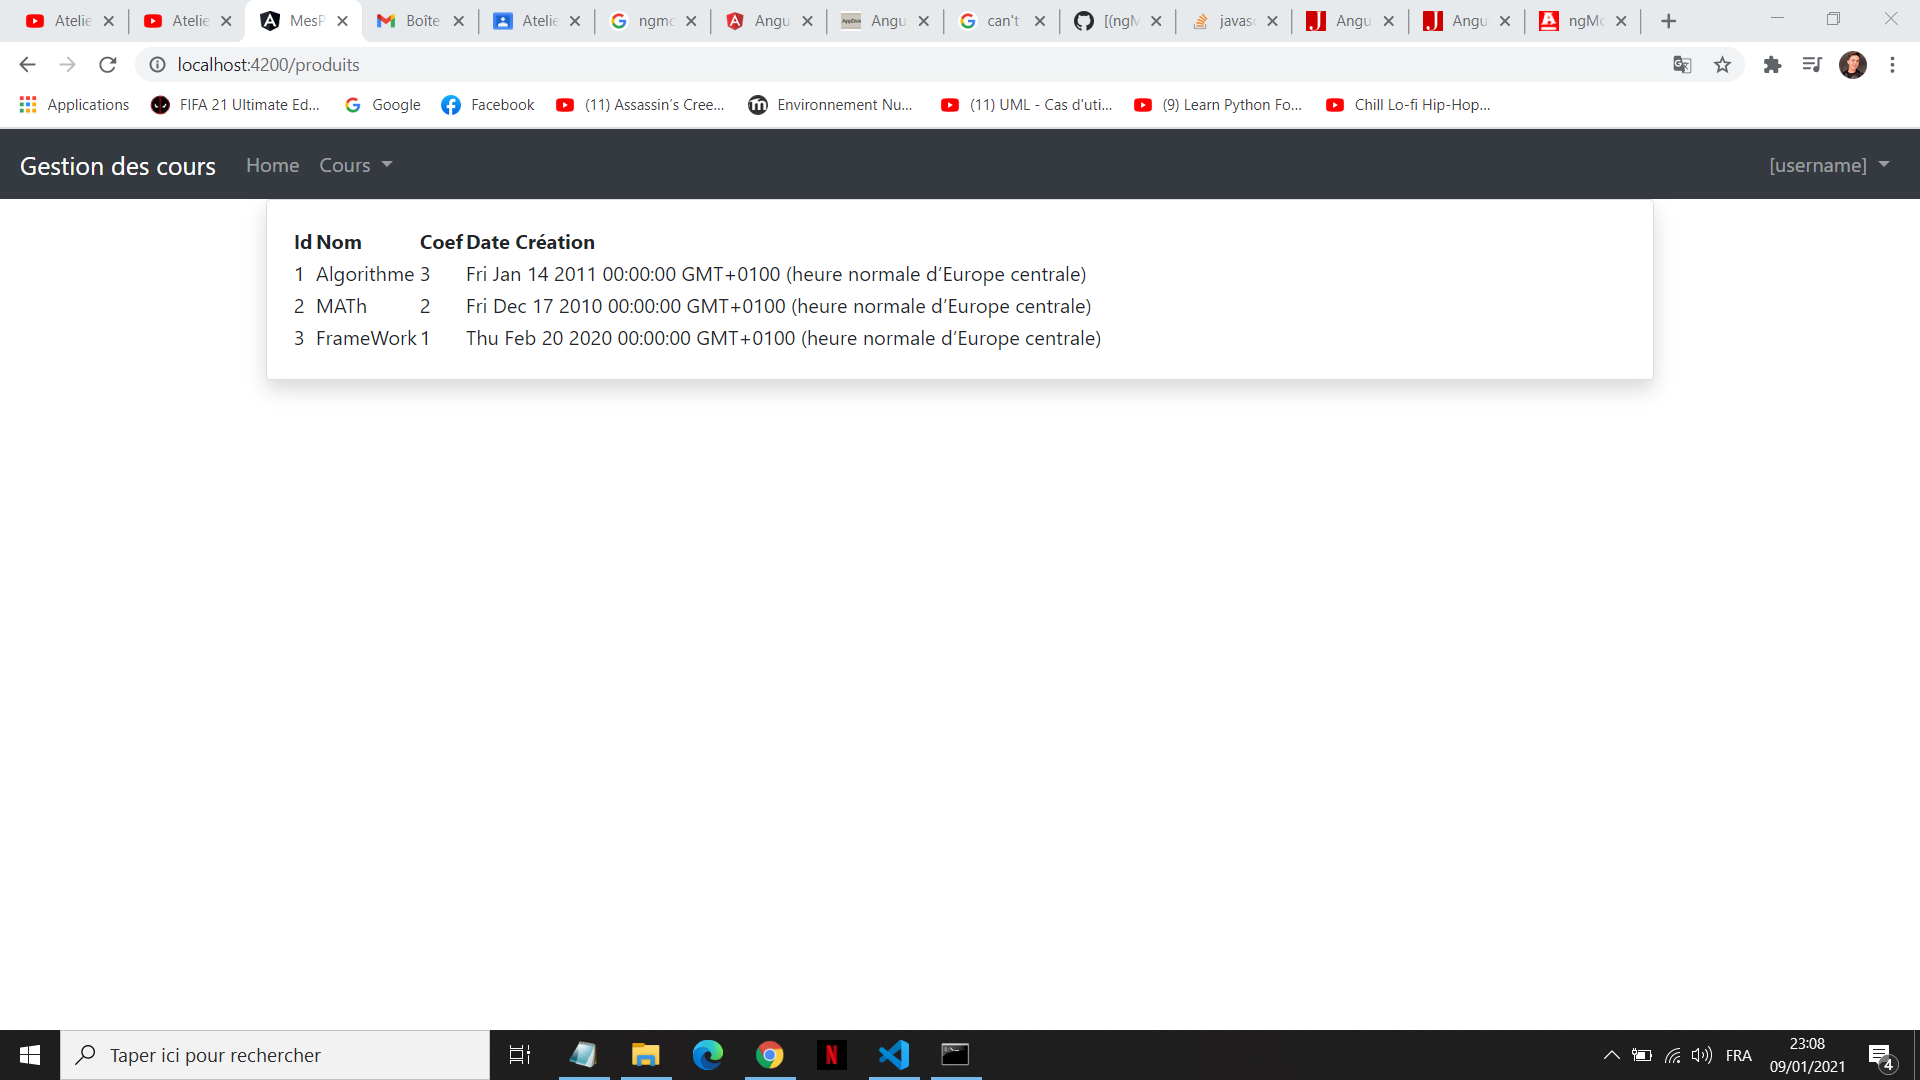 Atelie
Atelie
MesP
Boîte
Atelie
ngmo
Angu
Angu
can't
[(ngM
javasc
Angu
Angu
ngMo
localhost:4200/produits
Applications
FIFA 21 Ultimate Ed...
Google
Facebook
(11) Assassin’s Cree...
Environnement Nu...
(11) UML - Cas d'uti...
(9) Learn Python Fo...
Chill Lo-fi Hip-Hop...
Gestion des cours Home Cours [username]
Id Nom Coef Date Création
1 Algorithme 3 Fri Jan 14 2011 00:00:00 GMT+0100 (heure normale d’Europe centrale)
2 MATh 2 Fri Dec 17 2010 00:00:00 GMT+0100 (heure normale d’Europe centrale)
3 FrameWork 1 Thu Feb 20 2020 00:00:00 GMT+0100 (heure normale d’Europe centrale)
Taper ici pour rechercher
FRA
23:08
09/01/2021
4